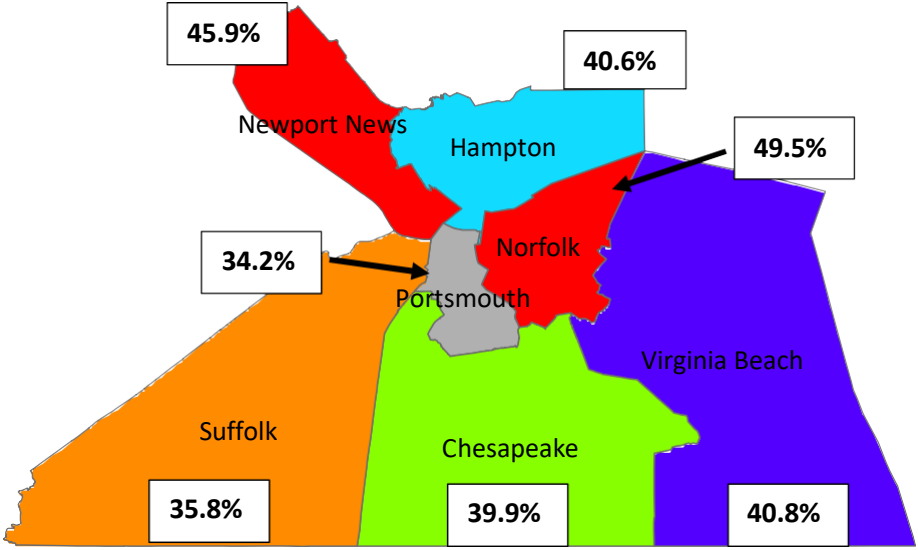 45.9%
40.6%
Newport News
Hampton
49.5%
34.2%
Norfolk
Portsmouth
Virginia Beach
Suffolk
Chesapeake
35.8%
39.9%
40.8%